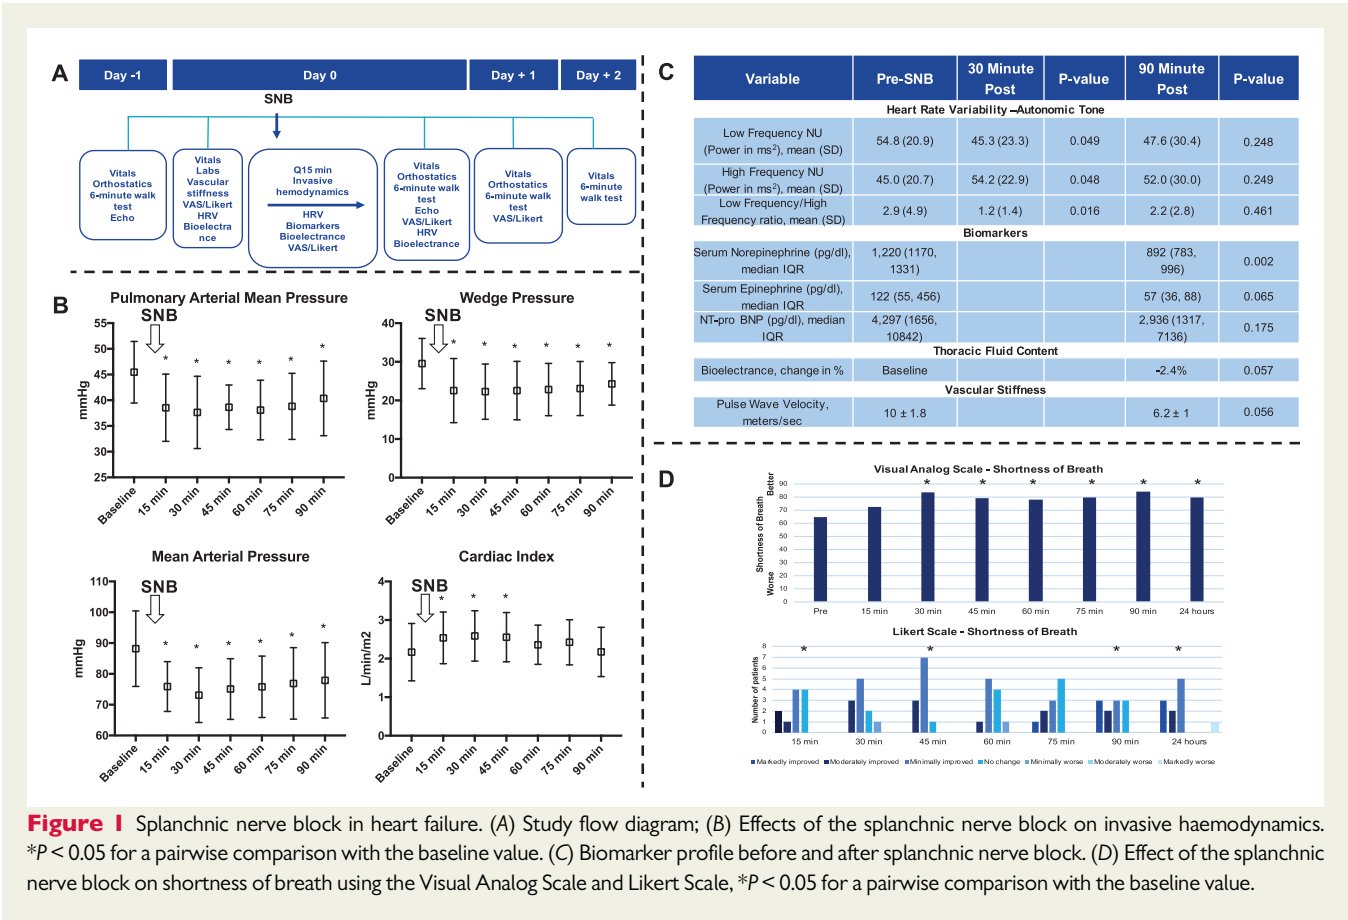 A
Day -1
Day 0
Day + 1
Day + 2
SNB
Vitals
Orthostatics
6-minute walk
test
Echo
Vitals
Labs
Vascular
stiffness
VAS/Likert
HRV
Bioelectra
nce
Q15 min
Invasive
hemodynamics
HRV
Biomarkers
Bioelectrance
VAS/Likert
Vitals
Orthostatics
6-minute walk
test
Echo
VAS/Likert
HRV
Bioelectrance
Vitals
Orthostatics
6-minute walk
test
VAS/Likert
Vitals
6-minute
walk test
B
Pulmonary Arterial Mean Pressure
SNB
mmHg
55
50
45
40
35
30
25
* * * * * *
Baseline
15 min
30 min
45 min
60 min
75 min
90 min
Wedge Pressure
SNB
mmHg
40
30
20
10
0
* * * * * *
Baseline
15 min
30 min
45 min
60 min
75 min
90 min
Mean Arterial Pressure
SNB
mmHg
110
100
90
80
70
60
* * * * * *
Baseline
15 min
30 min
45 min
60 min
75 min
90 min
Cardiac Index
SNB
L/min/m2
4
3
2
1
0
* * *
Baseline
15 min
30 min
45 min
60 min
75 min
90 min
C
Variable Pre-SNB 30 Minute Post P-value 90 Minute Post P-value
Heart Rate Variability –Autonomic Tone
Low Frequency NU
(Power in ms²), mean (SD) 54.8 (20.9) 45.3 (23.3) 0.049 47.6 (30.4) 0.248
High Frequency NU
(Power in ms²), mean (SD) 45.0 (20.7) 54.2 (22.9) 0.048 52.0 (30.0) 0.249
Low Frequency/High
Frequency ratio, mean (SD) 2.9 (4.9) 1.2 (1.4) 0.016 2.2 (2.8) 0.461
Biomarkers
Serum Norepinephrine (pg/dl),
median IQR 1,220 (1170, 1331) 892 (783, 996) 0.002
Serum Epinephrine (pg/dl),
median IQR 122 (55, 456) 57 (36, 88) 0.065
NT-pro BNP (pg/dl), median
IQR 4,297 (1656, 10842) 2,936 (1317, 7136) 0.175
Thoracic Fluid Content
Bioelectrance, change in % Baseline -2.4% 0.057
Vascular Stiffness
Pulse Wave Velocity,
meters/sec 10 ± 1.8 6.2 ± 1 0.056
D
Visual Analog Scale - Shortness of Breath
Shortness of Breath
Worse
Better
90
80
70
60
50
40
30
20
10
0
* * * * * *
Pre 15 min 30 min 45 min 60 min 75 min 90 min 24 hours
Likert Scale - Shortness of Breath
Number of patients
8
7
6
5
4
3
2
1
0
* * * *
15 min 30 min 45 min 60 min 75 min 90 min 24 hours
Markedly improved Moderately improved Minimally improved No change Minimally worse Moderately worse Markedly worse
Figure 1 Splanchnic nerve block in heart failure. (A) Study flow diagram; (B) Effects of the splanchnic nerve block on invasive haemodynamics.
*P < 0.05 for a pairwise comparison with the baseline value. (C) Biomarker profile before and after splanchnic nerve block. (D) Effect of the splanchnic
nerve block on shortness of breath using the Visual Analog Scale and Likert Scale, *P < 0.05 for a pairwise comparison with the baseline value.